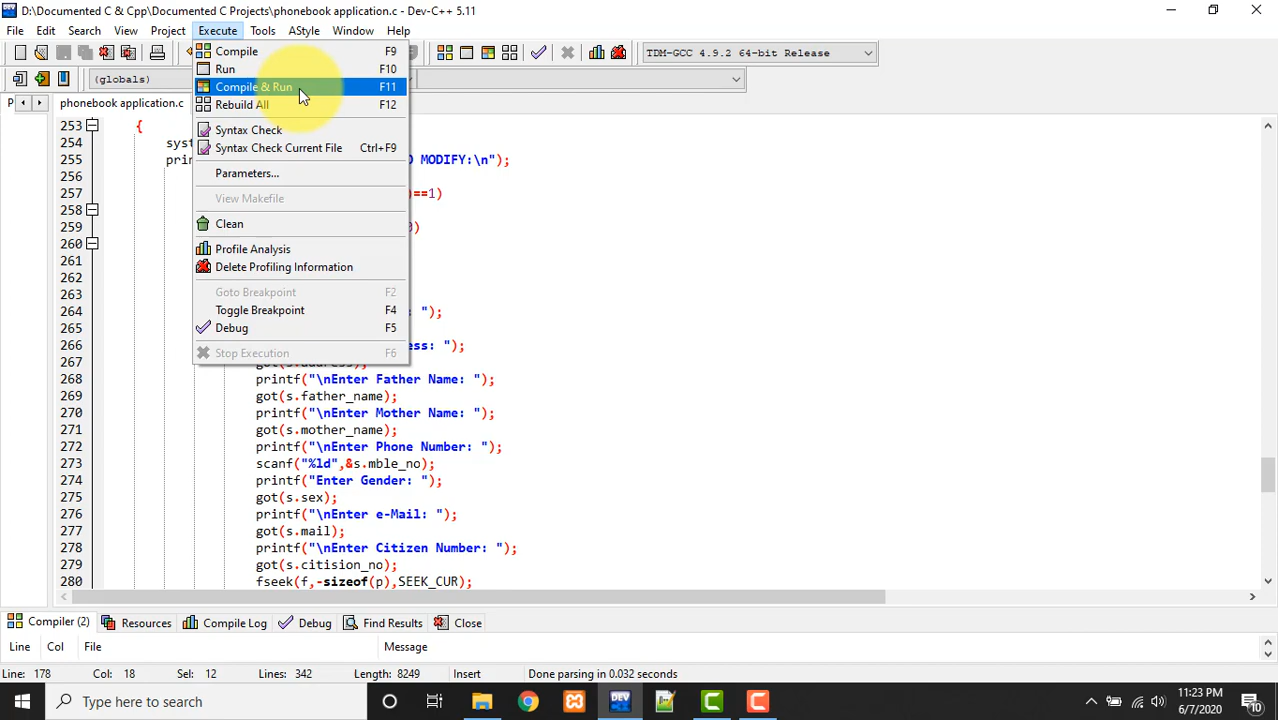 D:\Documented C & Cpp\Documented C Projects\phonebook application.c - Dev-C++ 5.11
File Edit Search View Project Execute Tools AStyle Window Help
Compile F9
TDM-GCC 4.9.2 64-bit Release
Run F10
(globals)
Compile & Run F11
P phonebook application.c
Rebuild All F12
253 {
Syntax Check
254 syst
Syntax Check Current File Ctrl+F9
255 prin O MODIFY:\n");
Parameters...
256
257 )==1)
View Makefile
258
Clean
259 0)
260
Profile Analysis
261
Delete Profiling Information
262
Goto Breakpoint F2
263
Toggle Breakpoint F4
264 : ");
Debug F5
265
266 ess: ");
Stop Execution F6
267 got(s.address);
268 printf("\nEnter Father Name: ");
269 got(s.father_name);
270 printf("\nEnter Mother Name: ");
271 got(s.mother_name);
272 printf("\nEnter Phone Number: ");
273 scanf("%ld",&s.mble_no);
274 printf("Enter Gender: ");
275 got(s.sex);
276 printf("\nEnter e-Mail: ");
277 got(s.mail);
278 printf("\nEnter Citizen Number: ");
279 got(s.citision_no);
280 fseek(f,-sizeof(p),SEEK_CUR);
Compiler (2) Resources Compile Log Debug Find Results Close
Line Col File Message
Line: 178 Col: 18 Sel: 12 Lines: 342 Length: 8249 Insert Done parsing in 0.032 seconds
Type here to search
DEV
C
C
11:23 PM
6/7/2020
10